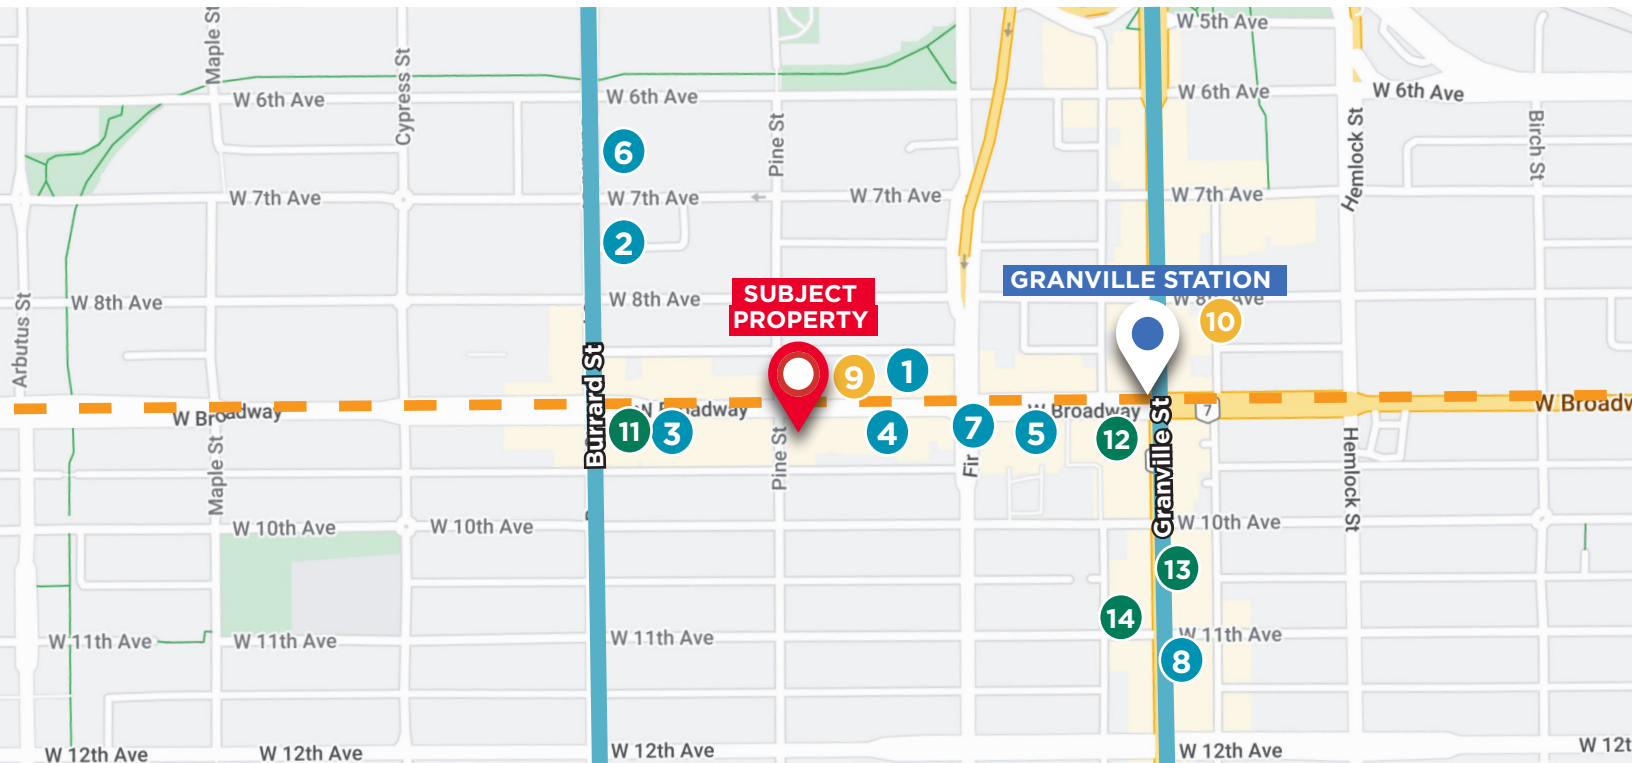 Maple St
Cypress St
W 5th Ave
W 6th Ave
W 6th Ave
W 6th Ave
W 6th Ave
Pine St
Hemlock St
Birch St
6
W 7th Ave
W 7th Ave
W 7th Ave
W 7th Ave
2
GRANVILLE STATION
SUBJECT
PROPERTY
W 8th Ave
W 8th Ave
W 8th Ave
10
Arbutus St
Burrard St
9
1
W Broadway
W Broadway
W Broadway
7
W Broadw
11
3
4
7
5
12
Maple St
Pine St
Fir
Granville St
Hemlock St
W 10th Ave
W 10th Ave
W 10th Ave
13
14
W 11th Ave
W 11th Ave
W 11th Ave
W 11th Ave
8
W 12th Ave
W 12th Ave
W 12th Ave
W 12th Ave
W 12t